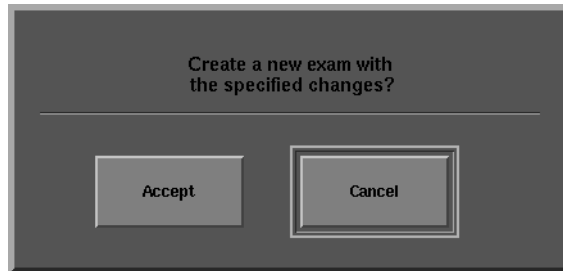 Create a new exam with
the specified changes?
Accept
Cancel